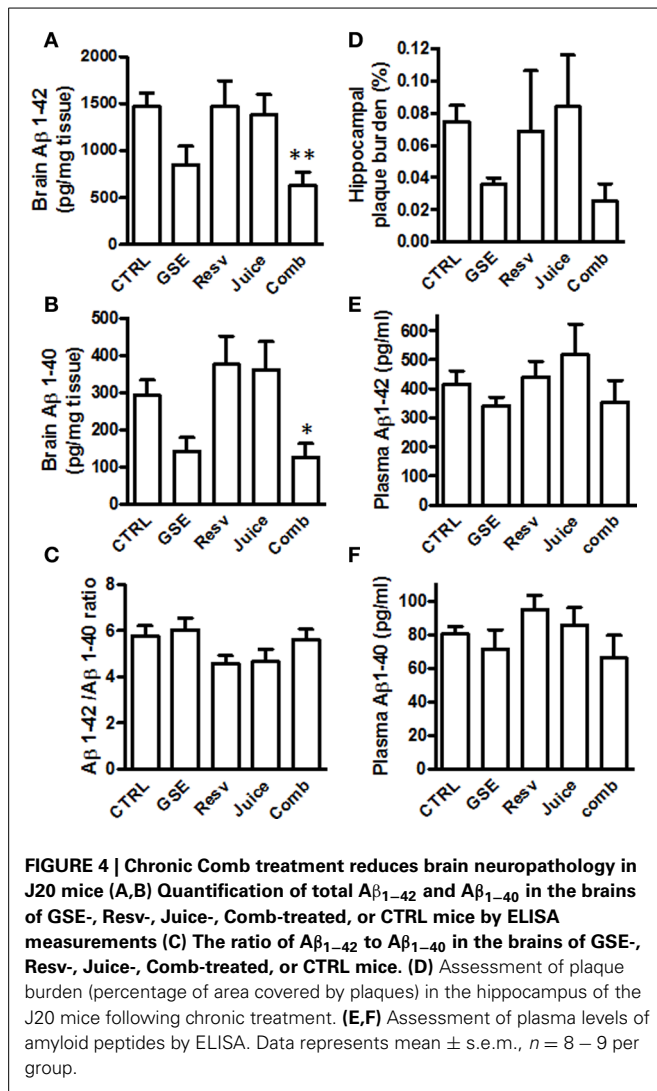 A
2000
1500
1000
500
0
Brain Aβ 1-42
(pg/mg tissue)
**
CTRL GSE Resv Juice Comb
D
0.12
0.10
0.08
0.06
0.04
0.02
0.00
Hippocampal
plaque burden (%)
CTRL GSE Resv Juice Comb
B
500
400
300
200
100
0
Brain Aβ 1-40
(pg/mg tissue)
*
CTRL GSE Resv Juice Comb
E
600
500
400
300
200
100
0
Plasma Aβ1-42 (pg/ml)
CTRL GSE Resv Juice comb
C
8
6
4
2
0
Aβ 1-42 /Aβ 1-40 ratio
CTRL GSE Resv Juice Comb
F
100
80
60
40
20
0
Plasma Aβ1-40 (pg/ml)
CTRL GSE Resv Juice comb
FIGURE 4 | Chronic Comb treatment reduces brain neuropathology in
J20 mice (A,B) Quantification of total Aβ1–42 and Aβ1–40 in the brains
of GSE-, Resv-, Juice-, Comb-treated, or CTRL mice by ELISA
measurements (C) The ratio of Aβ1–42 to Aβ1–40 in the brains of GSE-,
Resv-, Juice-, Comb-treated, or CTRL mice. (D) Assessment of plaque
burden (percentage of area covered by plaques) in the hippocampus of the
J20 mice following chronic treatment. (E,F) Assessment of plasma levels of
amyloid peptides by ELISA. Data represents mean ± s.e.m., n = 8 – 9 per
group.